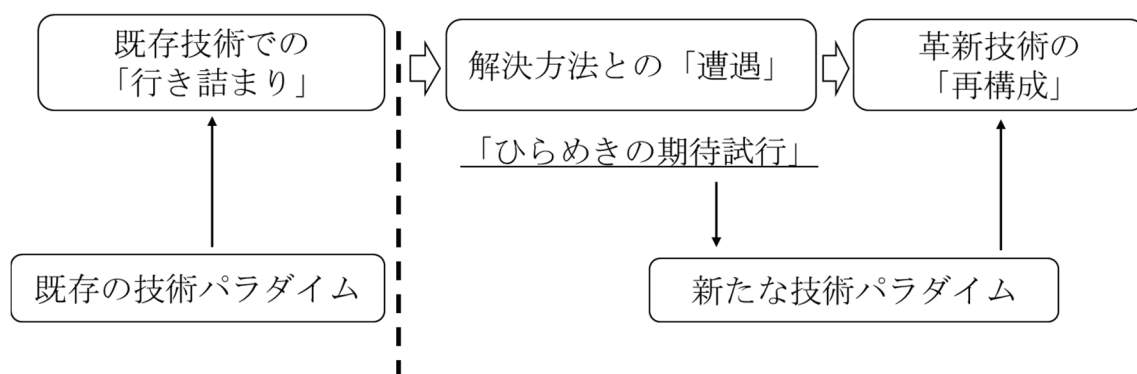 既存技術での
「行き詰まり」
解決方法との「遭遇」
革新技術の
「再構成」
「ひらめきの期待試行」
既存の技術パラダイム
新たな技術パラダイム